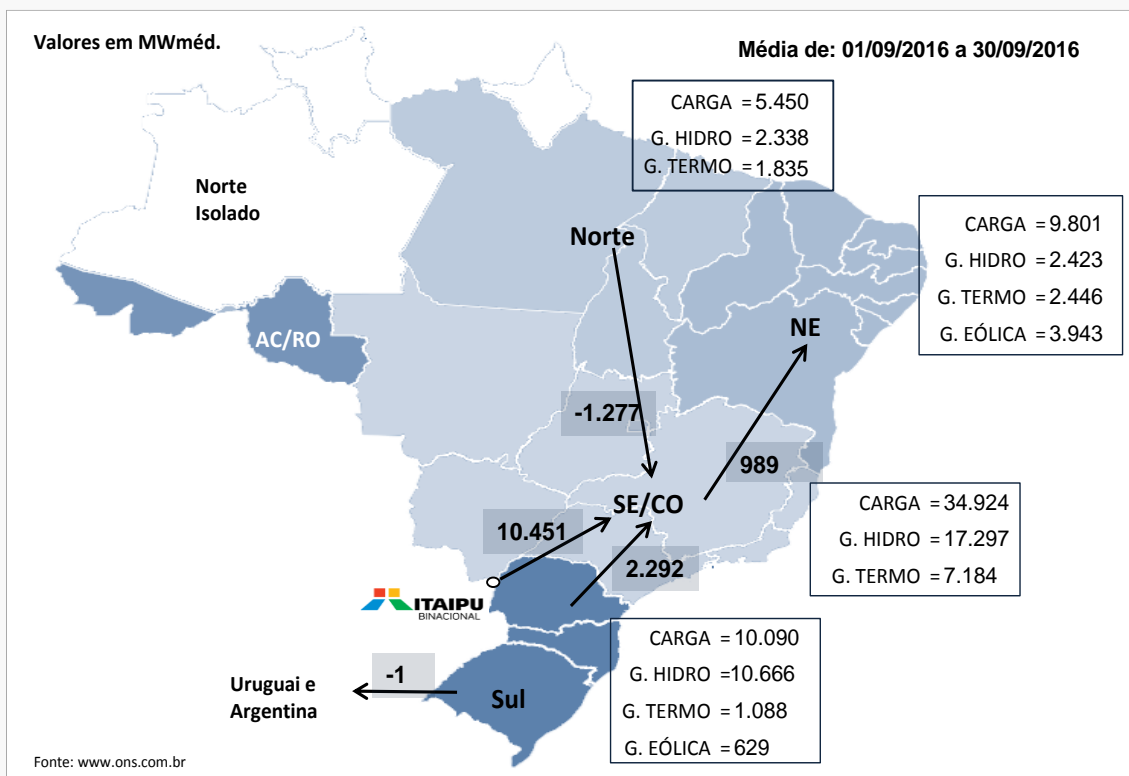 Valores em MWméd.
Média de: 01/09/2016 a 30/09/2016
CARGA = 5.450
G. HIDRO = 2.338
G. TERMO = 1.835
Norte
Isolado
CARGA = 9.801
G. HIDRO = 2.423
G. TERMO = 2.446
G. EÓLICA = 3.943
Norte
AC/RO
NE
-1.277
989
SE/CO
10.451
2.292
CARGA = 34.924
G. HIDRO = 17.297
G. TERMO = 7.184
ITAIPU
BINACIONAL
CARGA = 10.090
G. HIDRO = 10.666
G. TERMO = 1.088
G. EÓLICA = 629
-1
Uruguai e
Argentina
Sul
Fonte: www.ons.com.br